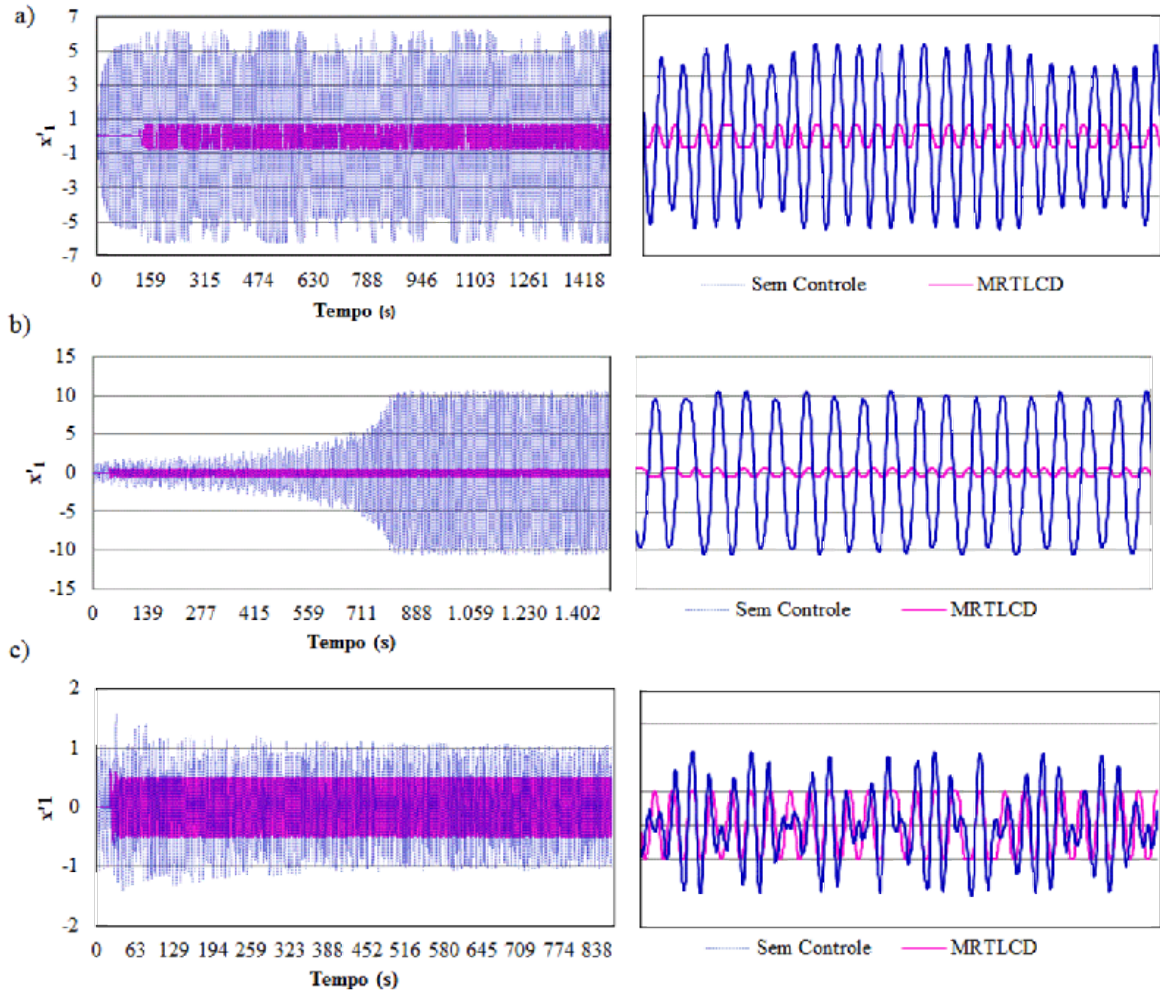 a)
7
5
3
1
-1
-3
-5
-7
x'1
0 159 315 474 630 788 946 1103 1261 1418
Tempo (s)
Sem Controle MRTLCD
b)
15
10
5
0
-5
-10
-15
x'1
0 139 277 415 559 711 888 1.059 1.230 1.402
Tempo (s)
Sem Controle MRTLCD
c)
2
1
0
-1
-2
x'1
0 63 129 194 259 323 388 452 516 580 645 709 774 838
Tempo (s)
Sem Controle MRTLCD